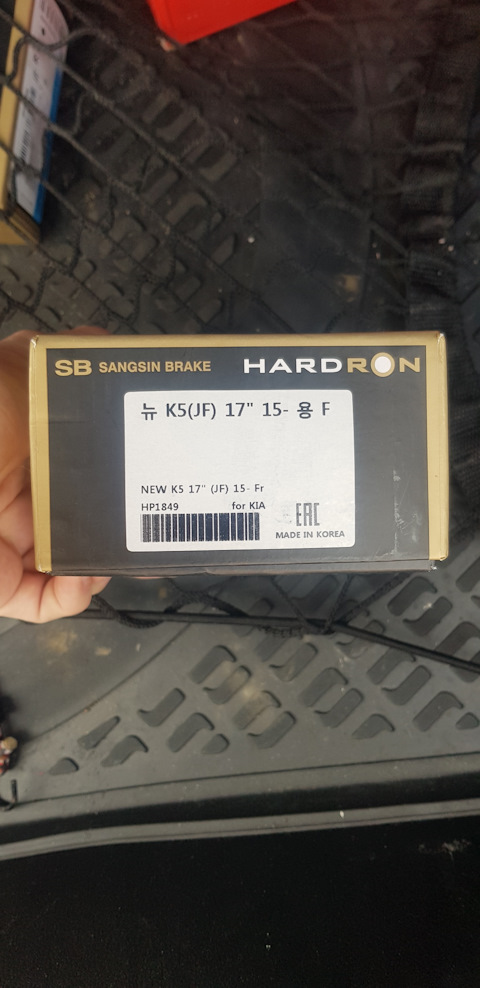 SB SANGSIN BRAKE HARDRON
뉴 K5(JF) 17" 15- 용 F
NEW K5 17" (JF) 15- Fr
HP1849 for KIA
EAC
MADE IN KOREA